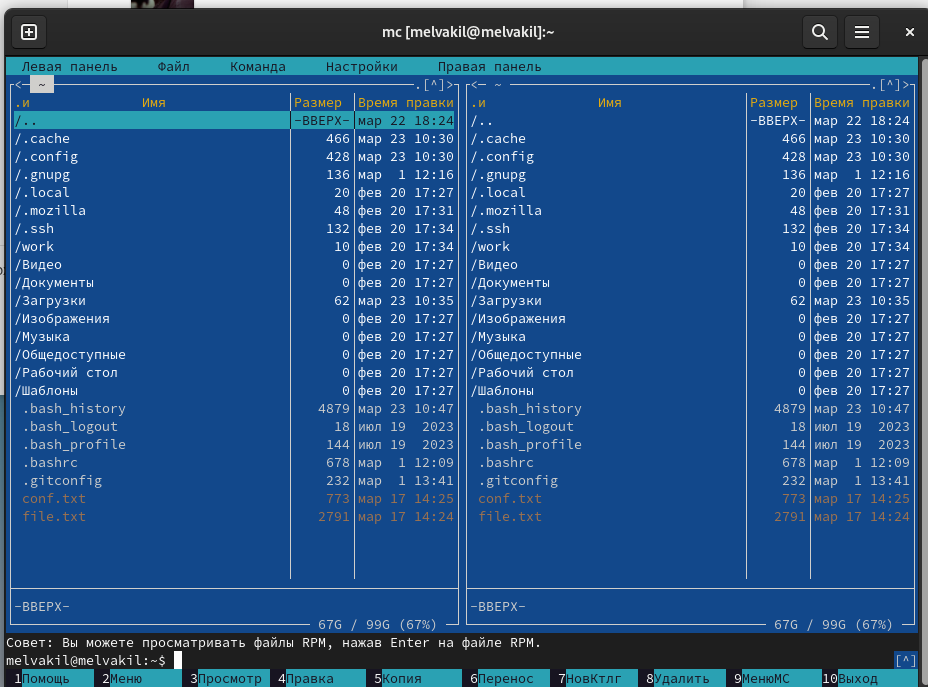 mc [melvakil@melvakil]:~
Левая панель Файл Команда Настройки Правая панель
<— ~ .[^]> <— ~ .[^]>
.и Имя Размер Время правки .и Имя Размер Время правки
/.. -ВВЕРХ- мар 22 18:24 /.. -ВВЕРХ- мар 22 18:24
/.cache 466 мар 23 10:30 /.cache 466 мар 23 10:30
/.config 428 мар 23 10:30 /.config 428 мар 23 10:30
/.gnupg 136 мар 1 12:16 /.gnupg 136 мар 1 12:16
/.local 20 фев 20 17:27 /.local 20 фев 20 17:27
/.mozilla 48 фев 20 17:31 /.mozilla 48 фев 20 17:31
/.ssh 132 фев 20 17:34 /.ssh 132 фев 20 17:34
/work 10 фев 20 17:34 /work 10 фев 20 17:34
/Видео 0 фев 20 17:27 /Видео 0 фев 20 17:27
/Документы 0 фев 20 17:27 /Документы 0 фев 20 17:27
/Загрузки 62 мар 23 10:35 /Загрузки 62 мар 23 10:35
/Изображения 0 фев 20 17:27 /Изображения 0 фев 20 17:27
/Музыка 0 фев 20 17:27 /Музыка 0 фев 20 17:27
/Общедоступные 0 фев 20 17:27 /Общедоступные 0 фев 20 17:27
/Рабочий стол 0 фев 20 17:27 /Рабочий стол 0 фев 20 17:27
/Шаблоны 0 фев 20 17:27 /Шаблоны 0 фев 20 17:27
.bash_history 4879 мар 23 10:47 .bash_history 4879 мар 23 10:47
.bash_logout 18 июл 19 2023 .bash_logout 18 июл 19 2023
.bash_profile 144 июл 19 2023 .bash_profile 144 июл 19 2023
.bashrc 678 мар 1 12:09 .bashrc 678 мар 1 12:09
.gitconfig 232 мар 1 13:41 .gitconfig 232 мар 1 13:41
conf.txt 773 мар 17 14:25 conf.txt 773 мар 17 14:25
file.txt 2791 мар 17 14:24 file.txt 2791 мар 17 14:24
-ВВЕРХ- -ВВЕРХ-
67G / 99G (67%) 67G / 99G (67%)
Совет: Вы можете просматривать файлы RPM, нажав Enter на файле RPM.
melvakil@melvakil:~$ [^]
1Помощь 2Меню 3Просмотр 4Правка 5Копия 6Перенос 7НовКтлг 8Удалить 9МенюMC 10Выход